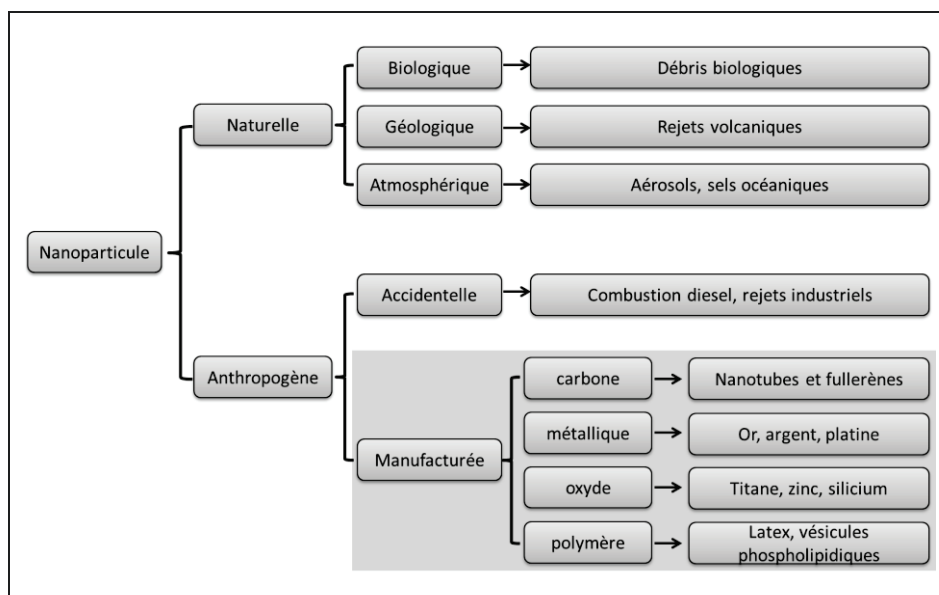 Nanoparticule
Naturelle
Biologique
Débris biologiques
Géologique
Rejets volcaniques
Atmosphérique
Aérosols, sels océaniques
Anthropogène
Accidentelle
Combustion diesel, rejets industriels
Manufacturée
carbone
Nanotubes et fullerènes
métallique
Or, argent, platine
oxyde
Titane, zinc, silicium
polymère
Latex, vésicules
phospholipidiques